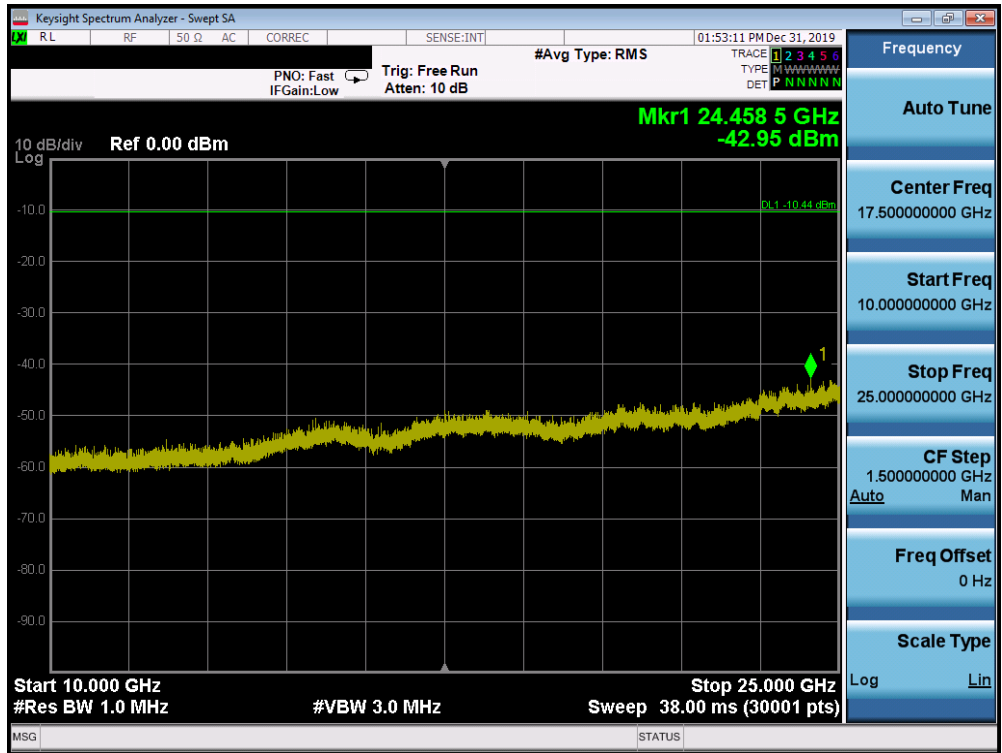 Keysight Spectrum Analyzer - Swept SA
LXI RL RF 50 Ω AC CORREC SENSE:INT 01:53:11 PM Dec 31, 2019
#Avg Type: RMS
TRACE 1 2 3 4 5 6
TYPE M WWWWW
DET P N N N N N
PNO: Fast
IFGain:Low
Trig: Free Run
Atten: 10 dB
Mkr1 24.458 5 GHz
-42.95 dBm
10 dB/div Ref 0.00 dBm
Log
-10.0
DL1 -10.44 dBm
-20.0
-30.0
-40.0
1
-50.0
-60.0
-70.0
-80.0
-90.0
Start 10.000 GHz
Stop 25.000 GHz
#Res BW 1.0 MHz
#VBW 3.0 MHz
Sweep 38.00 ms (30001 pts)
MSG
STATUS
Frequency
Auto Tune
Center Freq
17.500000000 GHz
Start Freq
10.000000000 GHz
Stop Freq
25.000000000 GHz
CF Step
1.500000000 GHz
Auto Man
Freq Offset
0 Hz
Scale Type
Log Lin